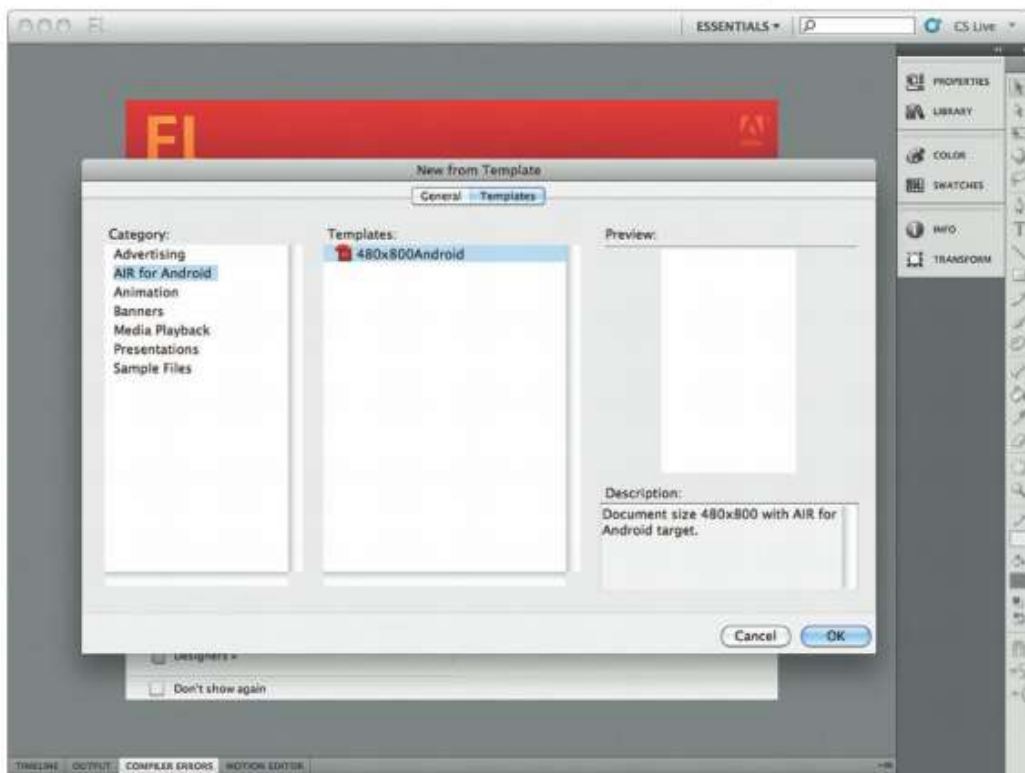 Fl
ESSENTIALS
CS Live
PROPERTIES
LIBRARY
COLOR
SWATCHES
INFO
TRANSFORM
Fl
New from Template
General
Templates
Category:
Advertising
AIR for Android
Animation
Banners
Media Playback
Presentations
Sample Files
Templates:
480x800Android
Preview:
Description:
Document size 480x800 with AIR for
Android target.
Cancel
OK
Designers »
Don't show again
TIMELINE
OUTPUT
COMPILER ERRORS
MOTION EDITOR